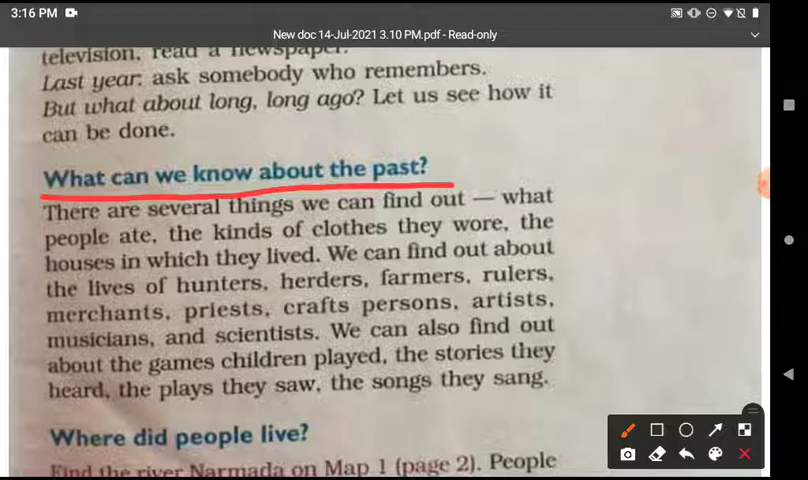 3:16 PM
New doc 14-Jul-2021 3.10 PM.pdf - Read-only
television, read a newspaper.
Last year: ask somebody who remembers.
But what about long, long ago? Let us see how it
can be done.
What can we know about the past?
There are several things we can find out — what
people ate, the kinds of clothes they wore, the
houses in which they lived. We can find out about
the lives of hunters, herders, farmers, rulers,
merchants, priests, crafts persons, artists,
musicians, and scientists. We can also find out
about the games children played, the stories they
heard, the plays they saw, the songs they sang.
Where did people live?
Find the river Narmada on Map 1 (page 2). People